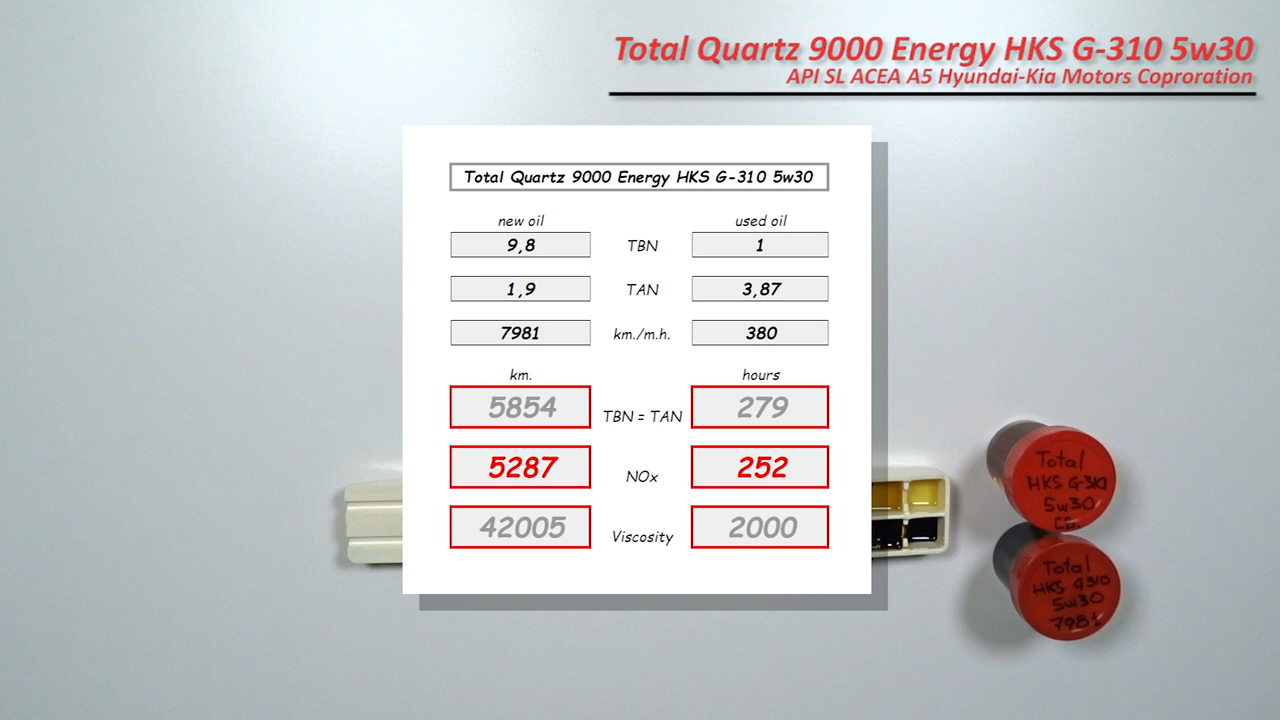 Total Quartz 9000 Energy HKS G-310 5w30
API SL ACEA A5 Hyundai-Kia Motors Coproration
Total Quartz 9000 Energy HKS G-310 5w30
new oil used oil
9,8 TBN 1
1,9 TAN 3,87
7981 km./m.h. 380
km. hours
5854 TBN = TAN 279
5287 NOx 252
42005 Viscosity 2000
Total
HKS G-310
5w30
Total
HKS G310
5w30